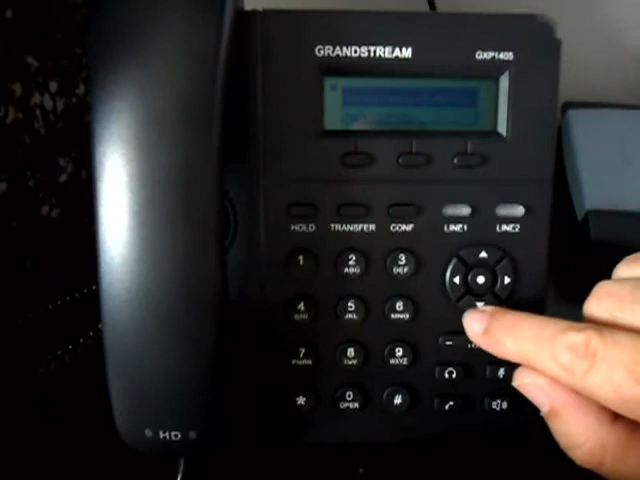 GRANDSTREAM GXP1405
HOLD TRANSFER CONF LINE1 LINE2
1 2 ABC 3 DEF
4 GHI 5 JKL 6 MNO
7 PQRS 8 TUV 9 WXYZ
* 0 OPER #
HD